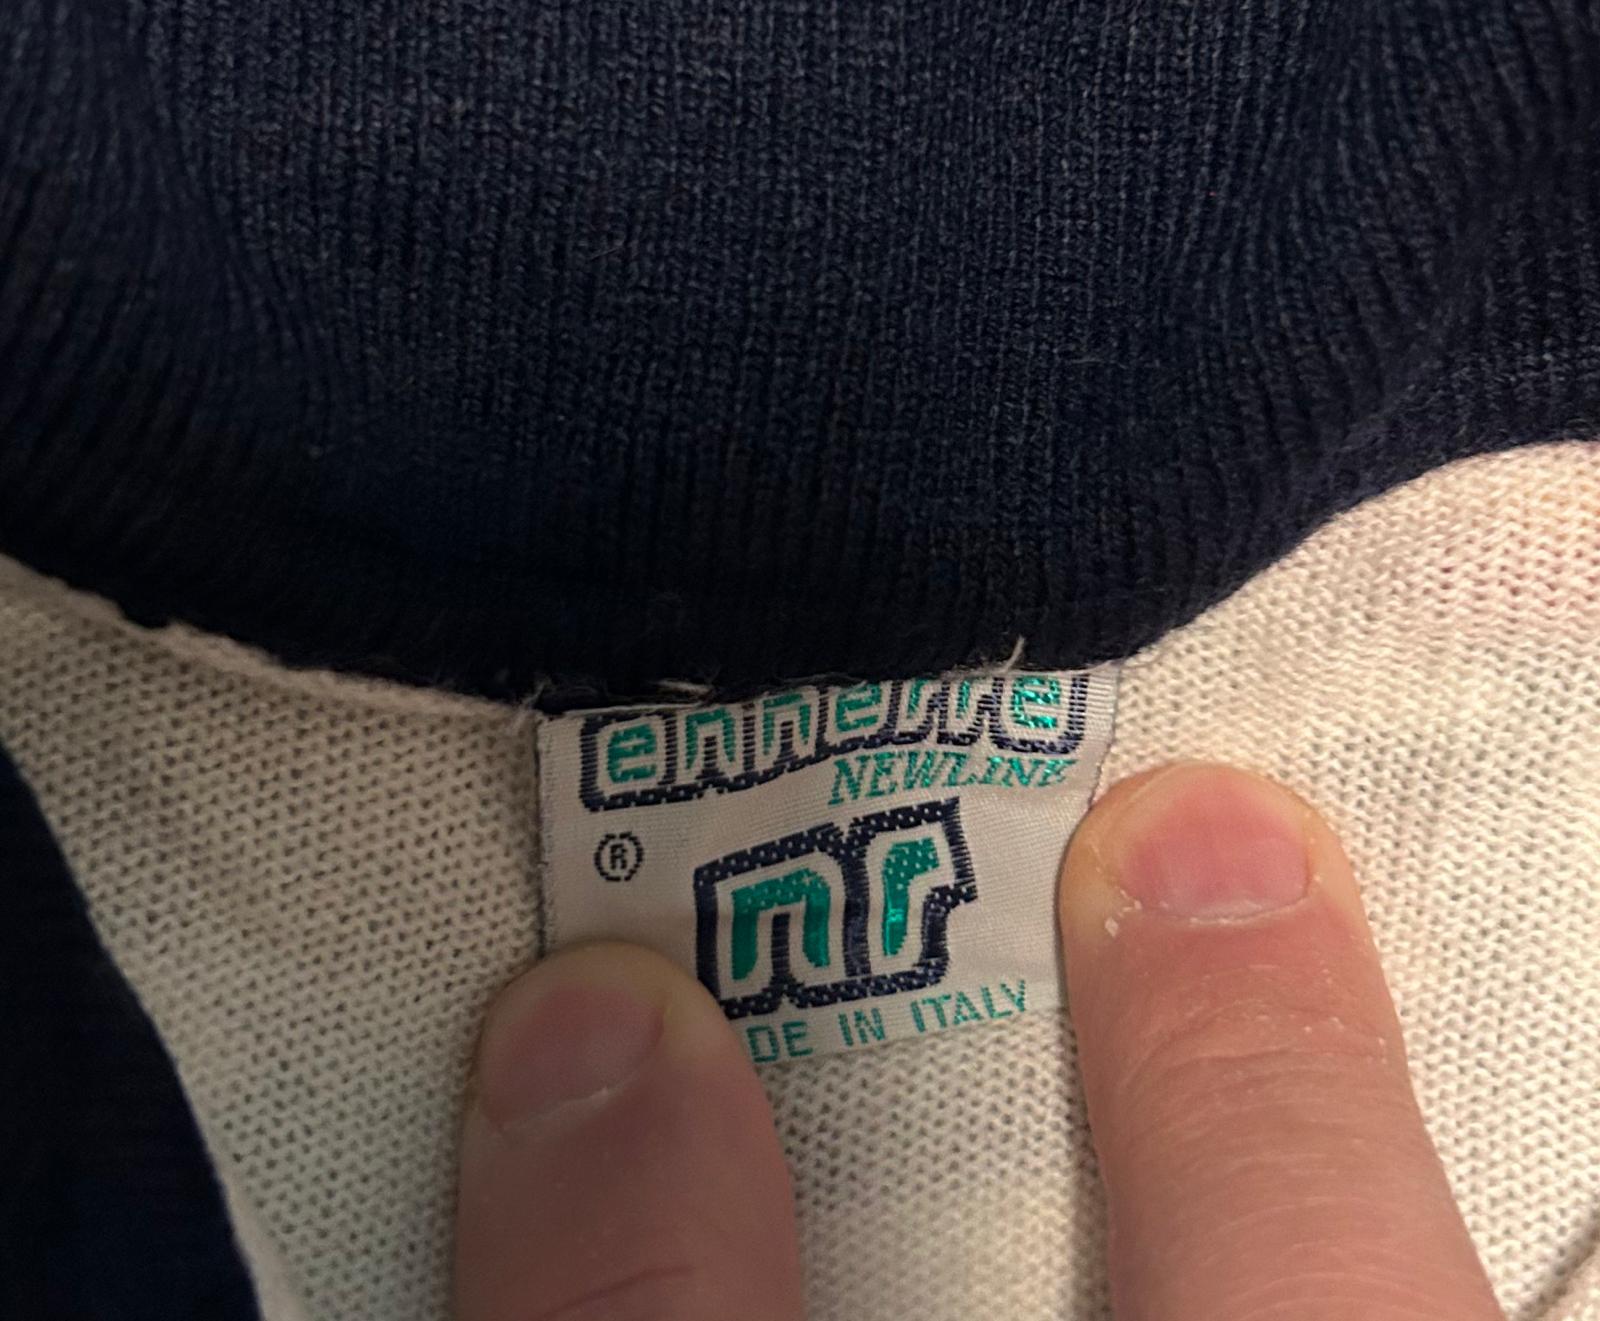 ennerre
NEWLINE
®
nr
DE IN ITALY